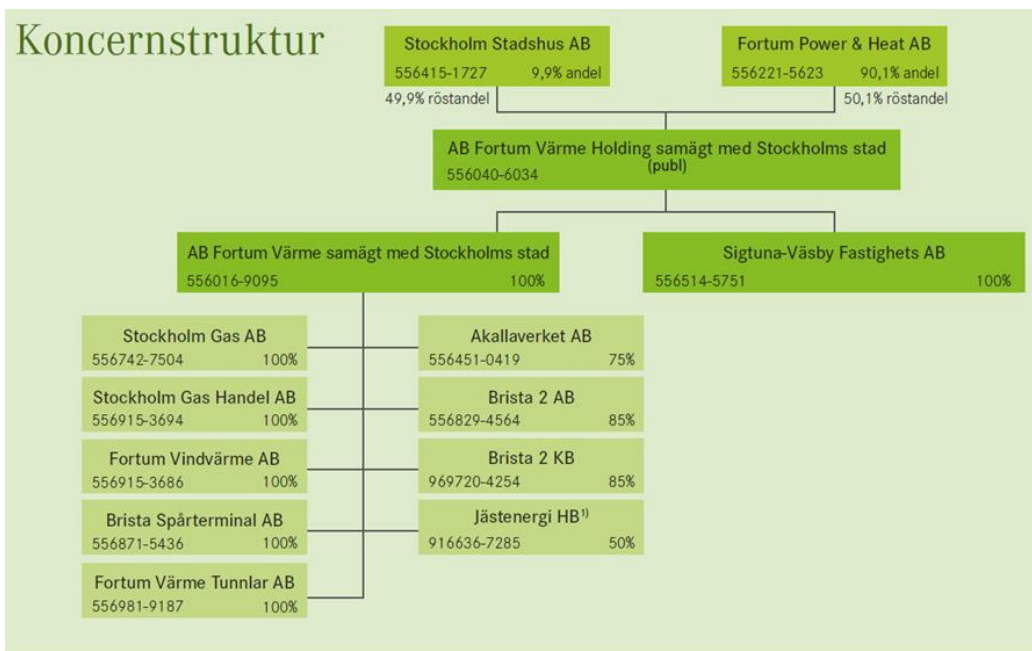 Koncernstruktur
Stockholm Stadshus AB
556415-1727 9,9% andel
49,9% röstandel
Fortum Power & Heat AB
556221-5623 90,1% andel
50,1% röstandel
AB Fortum Värme Holding samägt med Stockholms stad
(publ)
556040-6034
AB Fortum Värme samägt med Stockholms stad
556016-9095 100%
Sigtuna-Väsby Fastighets AB
556514-5751 100%
Stockholm Gas AB
556742-7504 100%
Stockholm Gas Handel AB
556915-3694 100%
Fortum Vindvärme AB
556915-3686 100%
Brista Spårterminal AB
556871-5436 100%
Fortum Värme Tunnlar AB
556981-9187 100%
Akallaverket AB
556451-0419 75%
Brista 2 AB
556829-4564 85%
Brista 2 KB
969720-4254 85%
Jästenergi HB¹⁾
916636-7285 50%